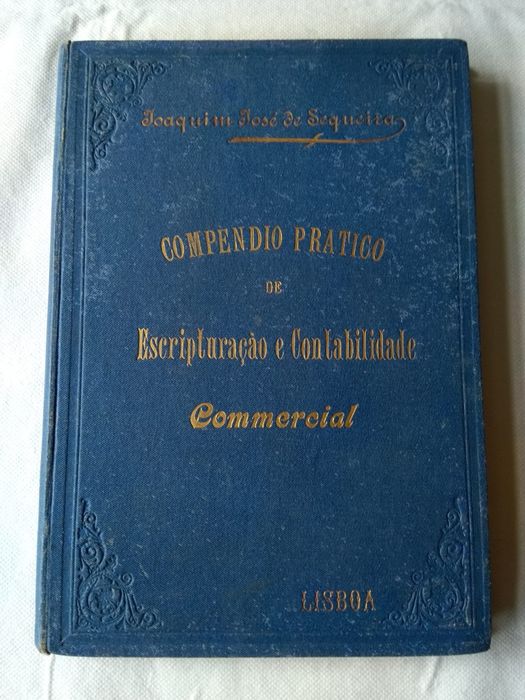 Joaquim José de Sequeira
COMPENDIO PRATICO
DE
Escripturação e Contabilidade
Commercial
LISBOA